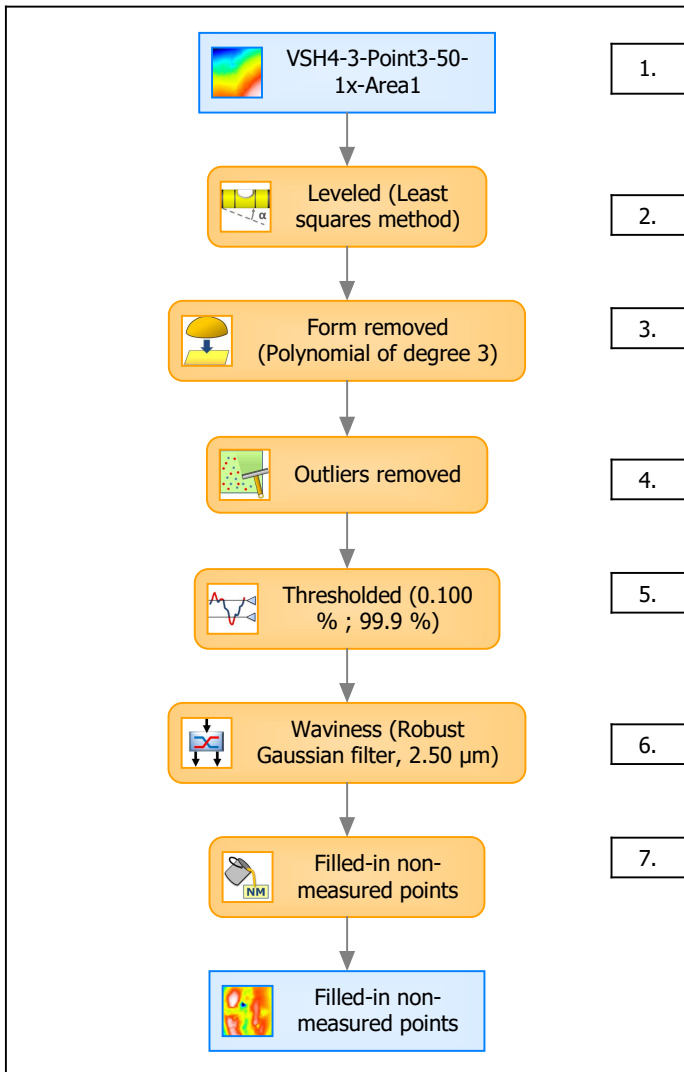 VSH4-3-Point3-50-
1x-Area1
1.
α
Leveled (Least
squares method)
2.
Form removed
(Polynomial of degree 3)
3.
Outliers removed
4.
Thresholded (0.100
% ; 99.9 %)
5.
Waviness (Robust
Gaussian filter, 2.50 µm)
6.
NM
Filled-in non-
measured points
7.
Filled-in non-
measured points